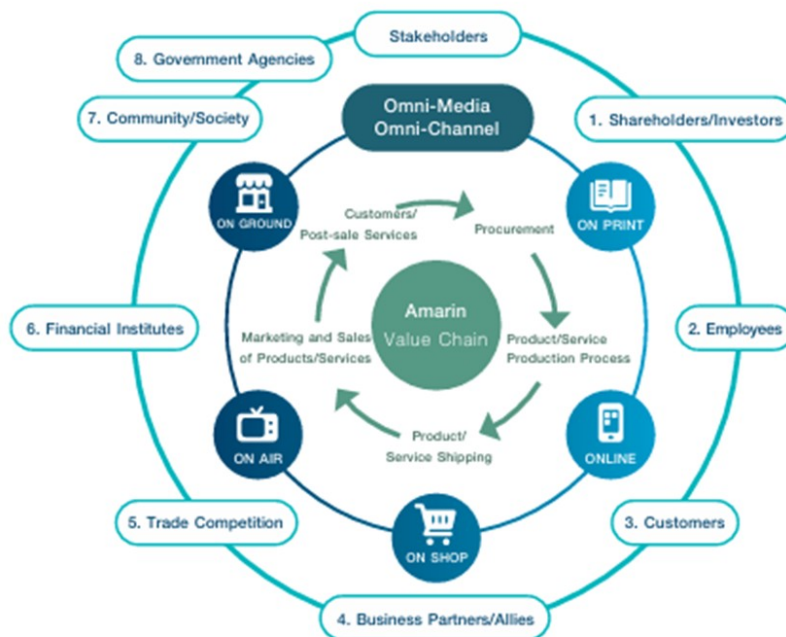 Stakeholders
8. Government Agencies
7. Community/Society
1. Shareholders/Investors
Omni-Media
Omni-Channel
ON GROUND
ON PRINT
Customers/
Post-sale Services
Procurement
Amarin
Value Chain
6. Financial Institutes
2. Employees
Marketing and Sales
of Products/Services
Product/Service
Production Process
Product/
Service Shipping
ON AIR
ONLINE
5. Trade Competition
3. Customers
ON SHOP
4. Business Partners/Allies